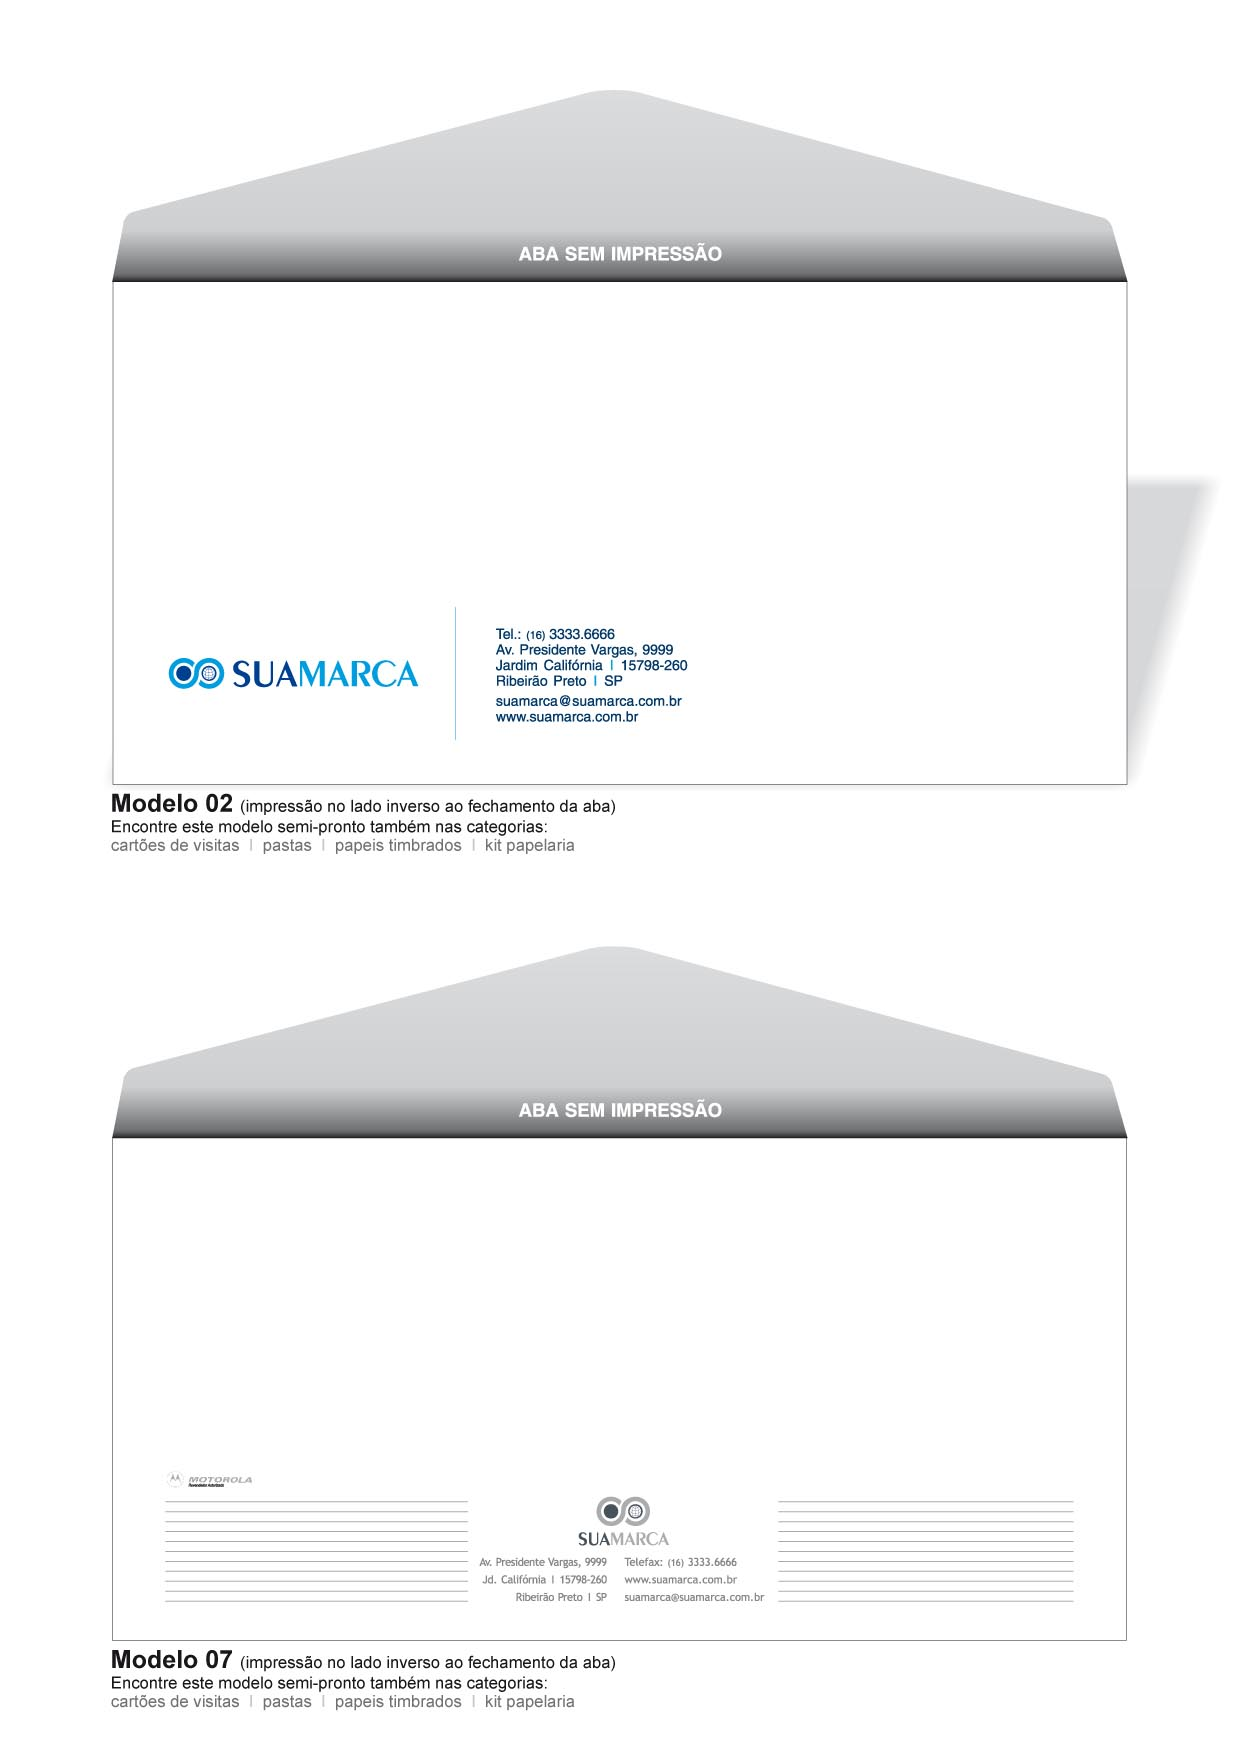 ABA SEM IMPRESSÃO
SUAMARCA
Tel.: (16) 3333.6666
Av. Presidente Vargas, 9999
Jardim Califórnia | 15798-260
Ribeirão Preto | SP
suamarca@suamarca.com.br
www.suamarca.com.br
Modelo 02 (impressão no lado inverso ao fechamento da aba)
Encontre este modelo semi-pronto também nas categorias:
cartões de visitas | pastas | papeis timbrados | kit papelaria
ABA SEM IMPRESSÃO
MOTOROLA
Revendedor Autorizado
SUAMARCA
Av. Presidente Vargas, 9999 Telefax: (16) 3333.6666
Jd. Califórnia | 15798-260 www.suamarca.com.br
Ribeirão Preto | SP suamarca@suamarca.com.br
Modelo 07 (impressão no lado inverso ao fechamento da aba)
Encontre este modelo semi-pronto também nas categorias:
cartões de visitas | pastas | papeis timbrados | kit papelaria